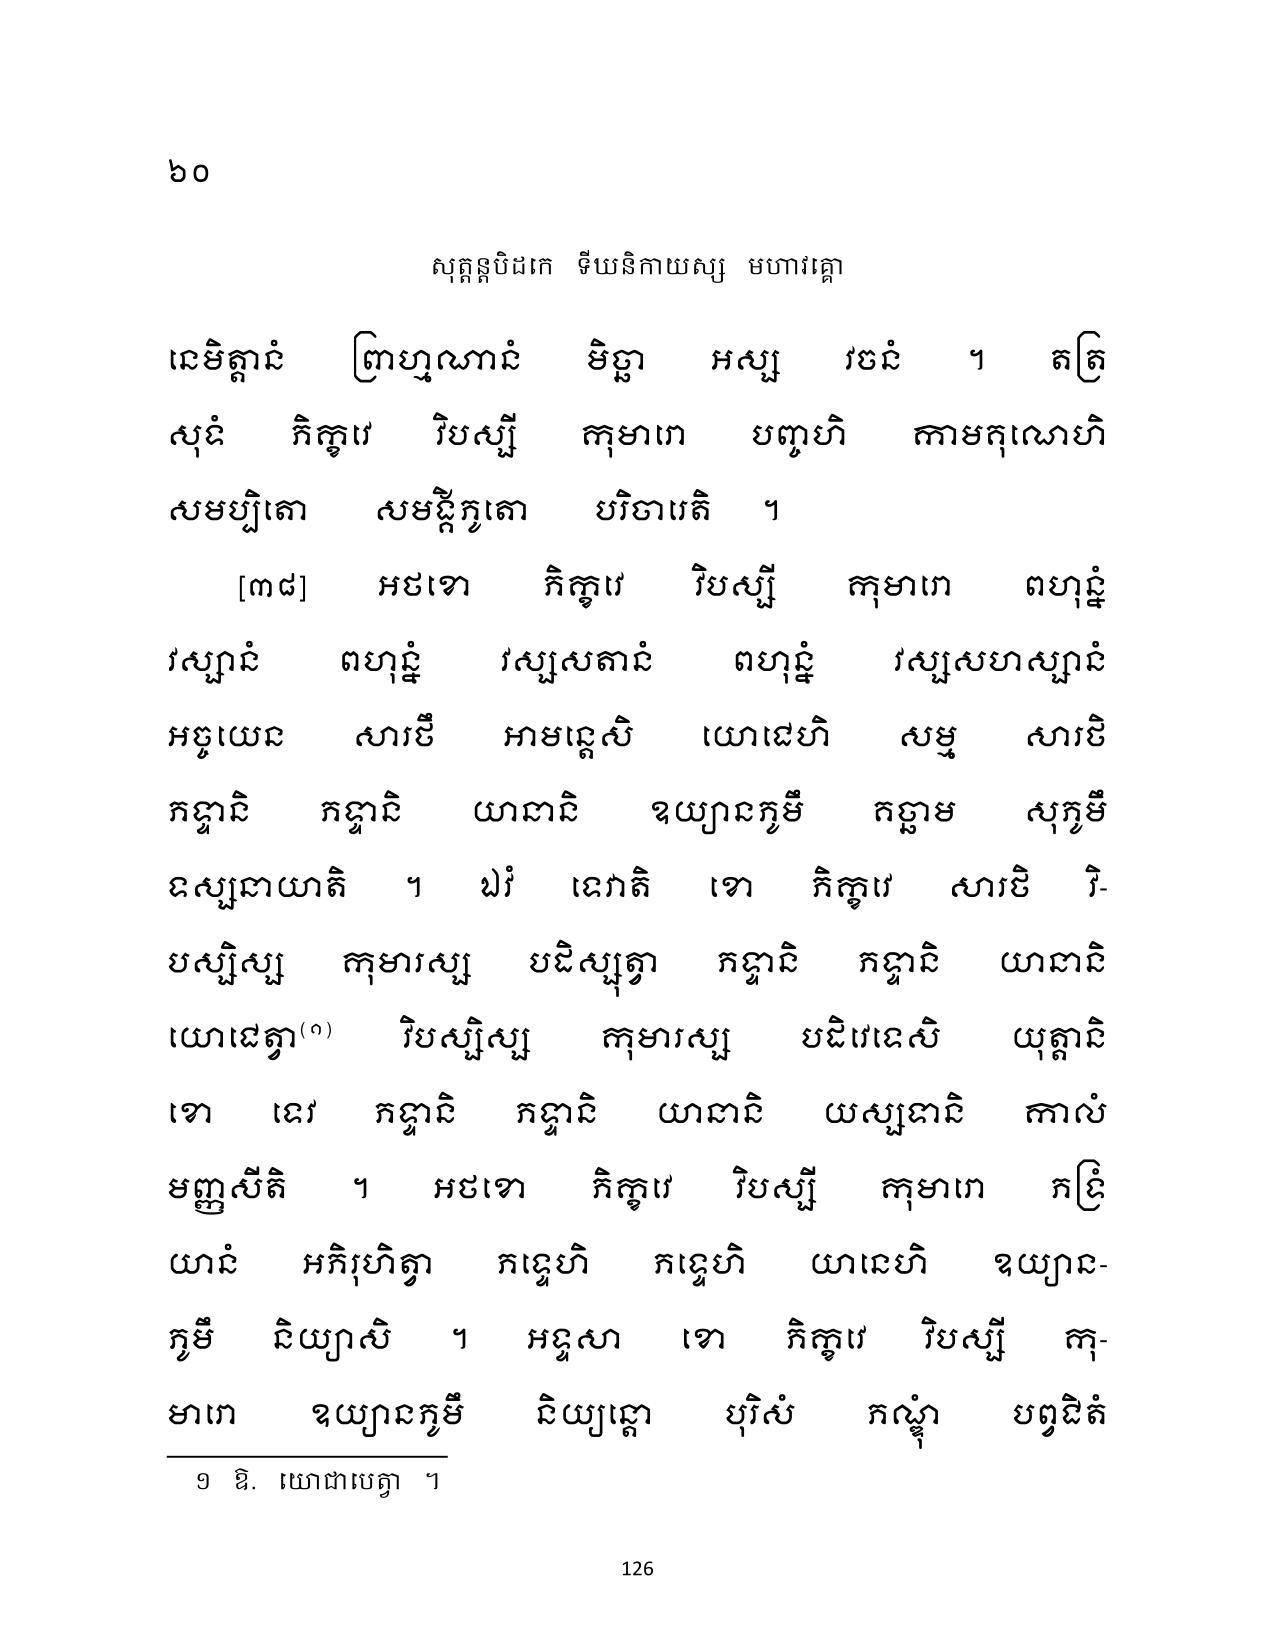 ៦០
សុត្តន្តបិដកេ ទីឃនិកាយស្ស មហាវគ្គោ
នេមិត្តានំ ព្រាហ្មណានំ មិច្ឆា អស្ស វចនំ ។ តត្រ
សុទំ ភិក្ខវេ វិបស្សី កុមារោ បញ្ចហិ កាមគុណេហិ
សមប្បិតោ សមង្គីភូតោ បរិចារេតិ ។
[៣៨] អថខោ ភិក្ខវេ វិបស្សី កុមារោ ពហុន្នំ
វស្សានំ ពហុន្នំ វស្សសតានំ ពហុន្នំ វស្សសហស្សានំ
អច្ចយេន សារថឹ អាមន្តេសិ យោជេហិ សម្ម សារថិ
ភទ្ទានិ ភទ្ទានិ យានានិ ឧយ្យានភូមឹ គច្ឆាម សុភូមឹ
ទស្សនាយាតិ ។ ឯវំ ទេវាតិ ខោ ភិក្ខវេ សារថិ វិ-
បស្សិស្ស កុមារស្ស បដិស្សុត្វា ភទ្ទានិ ភទ្ទានិ យានានិ
យោជេត្វា(១) វិបស្សិស្ស កុមារស្ស បដិវេទេសិ យុត្តានិ
ខោ ទេវ ភទ្ទានិ ភទ្ទានិ យានានិ យស្សទានិ កាលំ
មញ្ញសីតិ ។ អថខោ ភិក្ខវេ វិបស្សី កុមារោ ភទ្រំ
យានំ អភិរុហិត្វា ភទ្ទេហិ ភទ្ទេហិ យានេហិ ឧយ្យាន-
ភូមឹ និយ្យាសិ ។ អទ្ទសា ខោ ភិក្ខវេ វិបស្សី កុ-
មារោ ឧយ្យានភូមឹ និយ្យន្តោ បុរិសំ ភណ្ឌុំ បព្វជិតំ
១ ឱ. យោជាបេត្វា ។
126